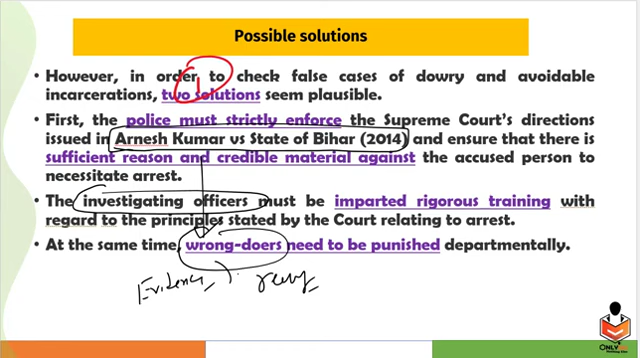 Possible solutions
However, in order to check false cases of dowry and avoidable
incarcerations, two solutions seem plausible.
First, the police must strictly enforce the Supreme Court's directions
issued in Arnesh Kumar vs State of Bihar (2014) and ensure that there is
sufficient reason and credible material against the accused person to
necessitate arrest.
The investigating officers must be imparted rigorous training with
regard to the principles stated by the Court relating to arrest.
At the same time, wrong-doers need to be punished departmentally.
Evidence